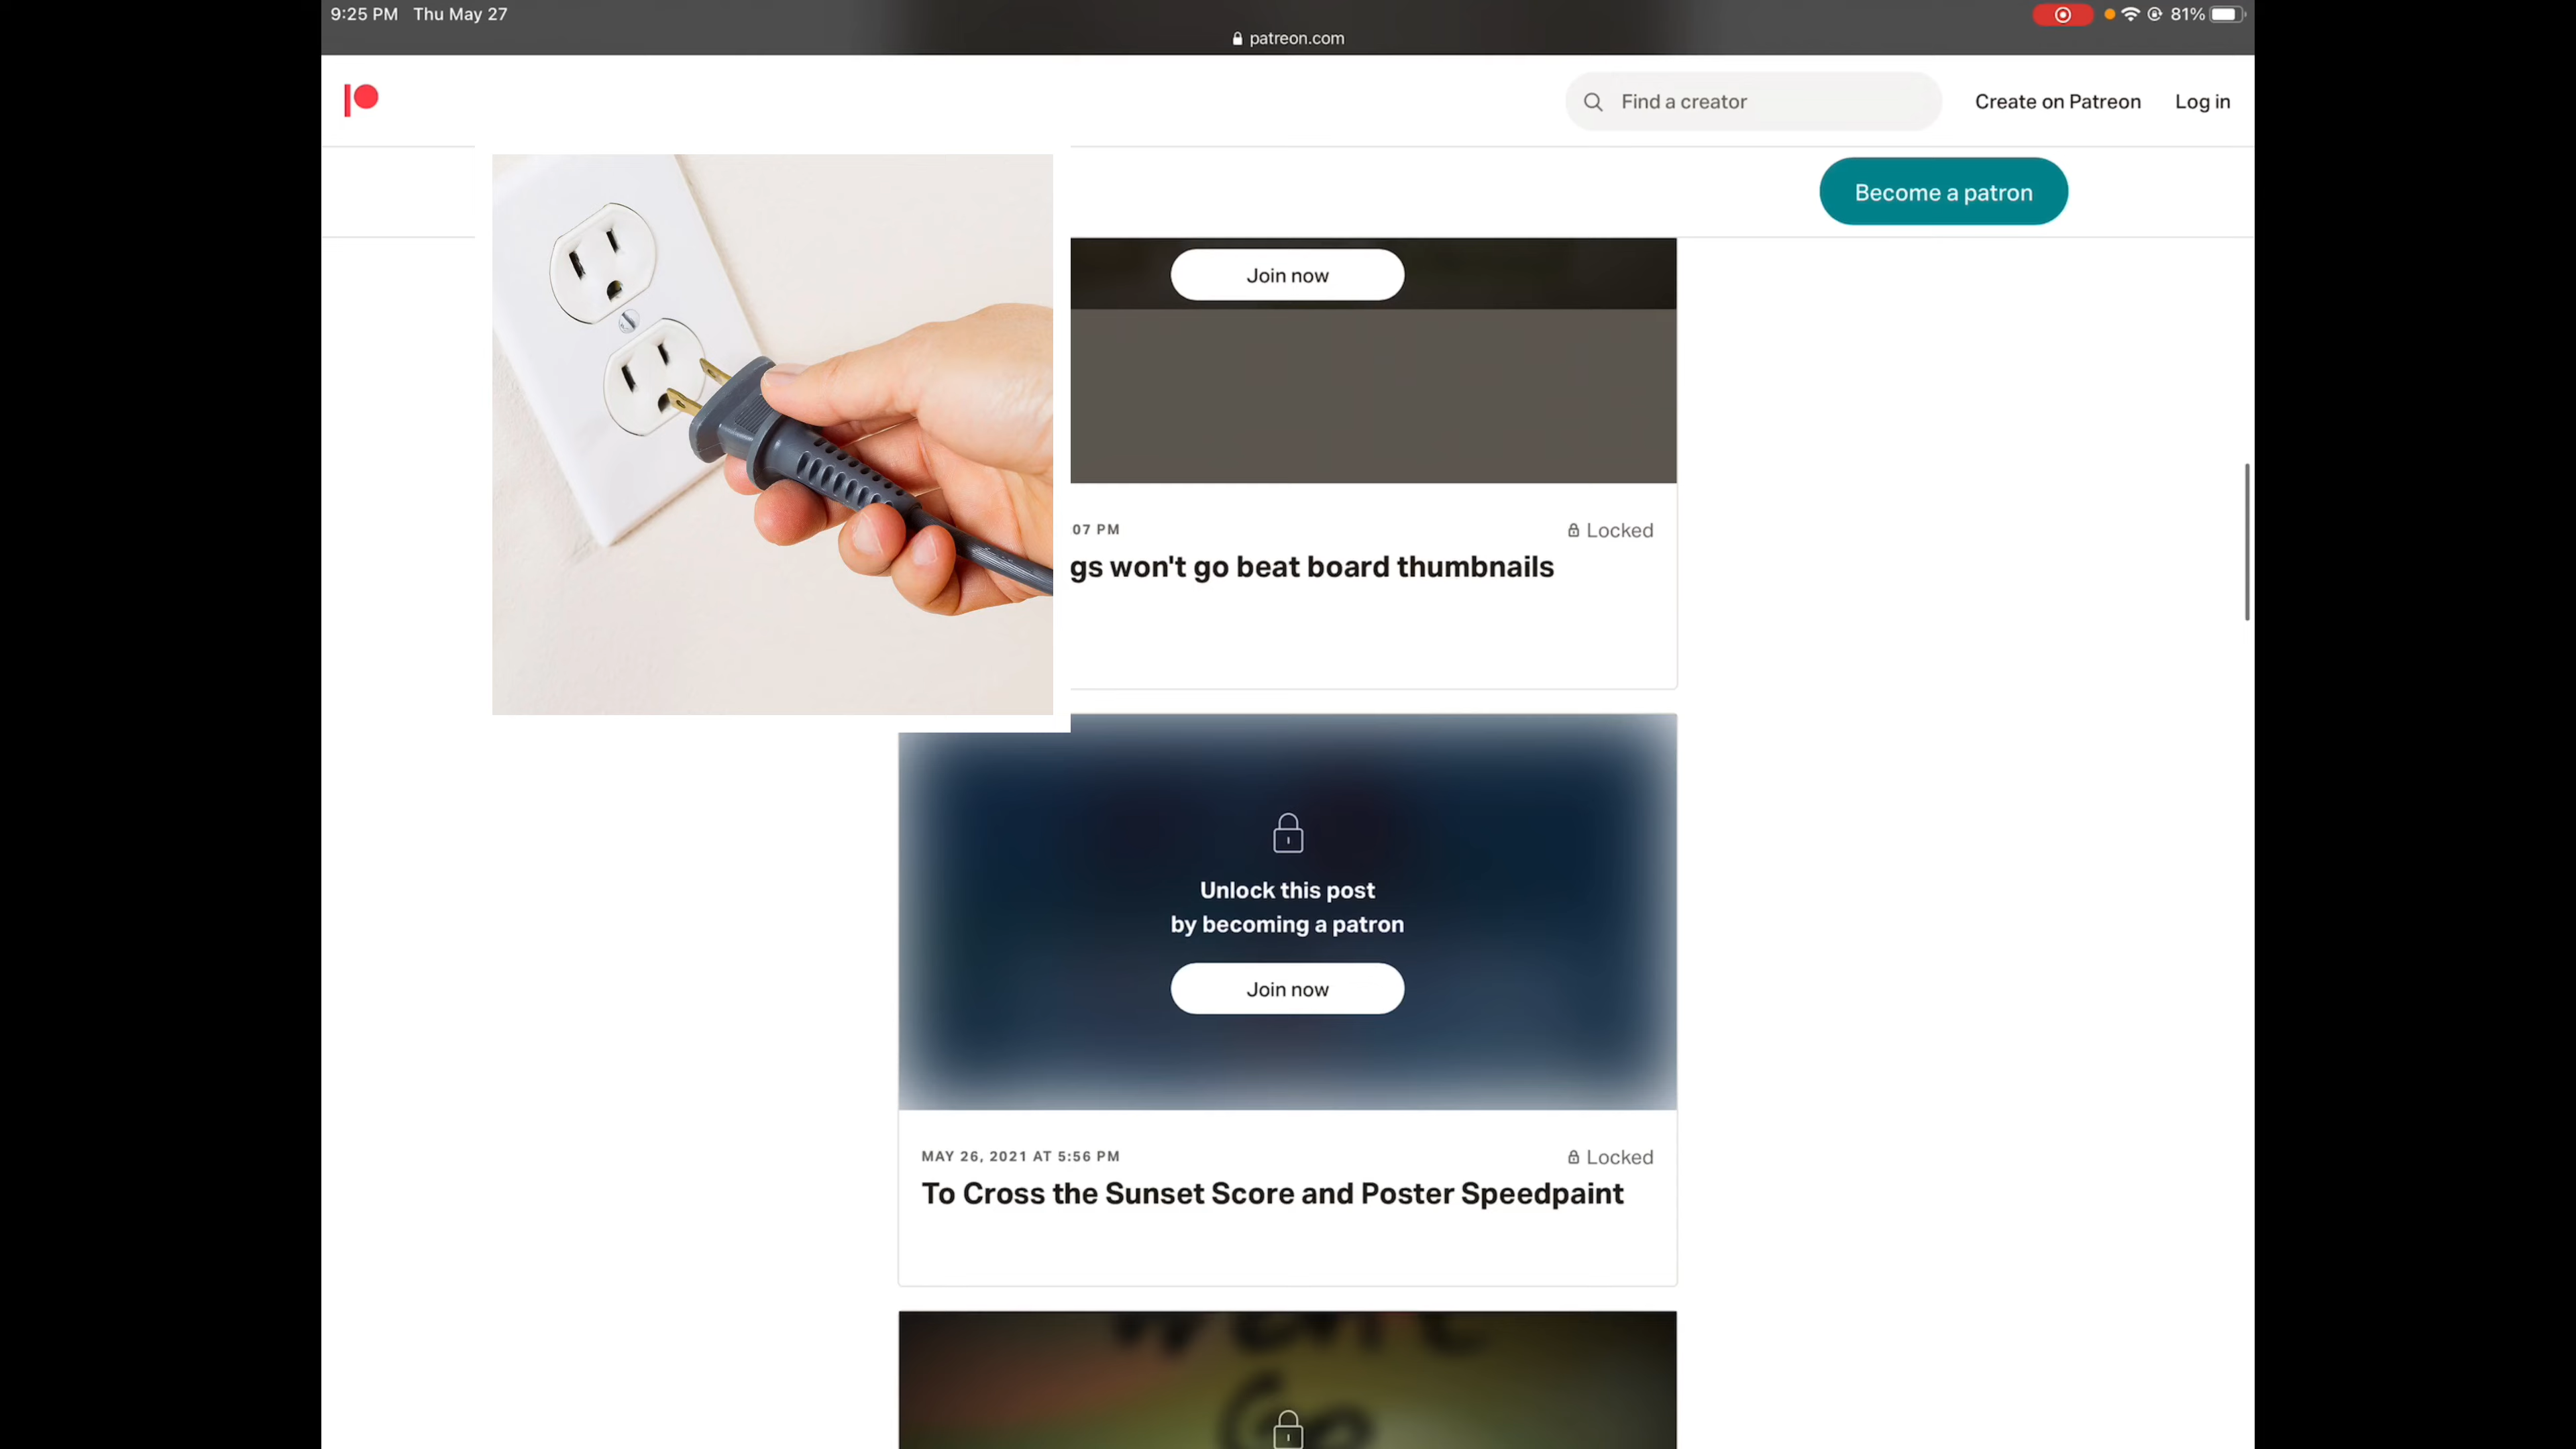 9:25 PM Thu May 27
81%
patreon.com
Find a creator
Create on Patreon
Log in
Become a patron
Join now
07 PM
Locked
gs won't go beat board thumbnails
Unlock this post
by becoming a patron
Join now
MAY 26, 2021 AT 5:56 PM
Locked
To Cross the Sunset Score and Poster Speedpaint